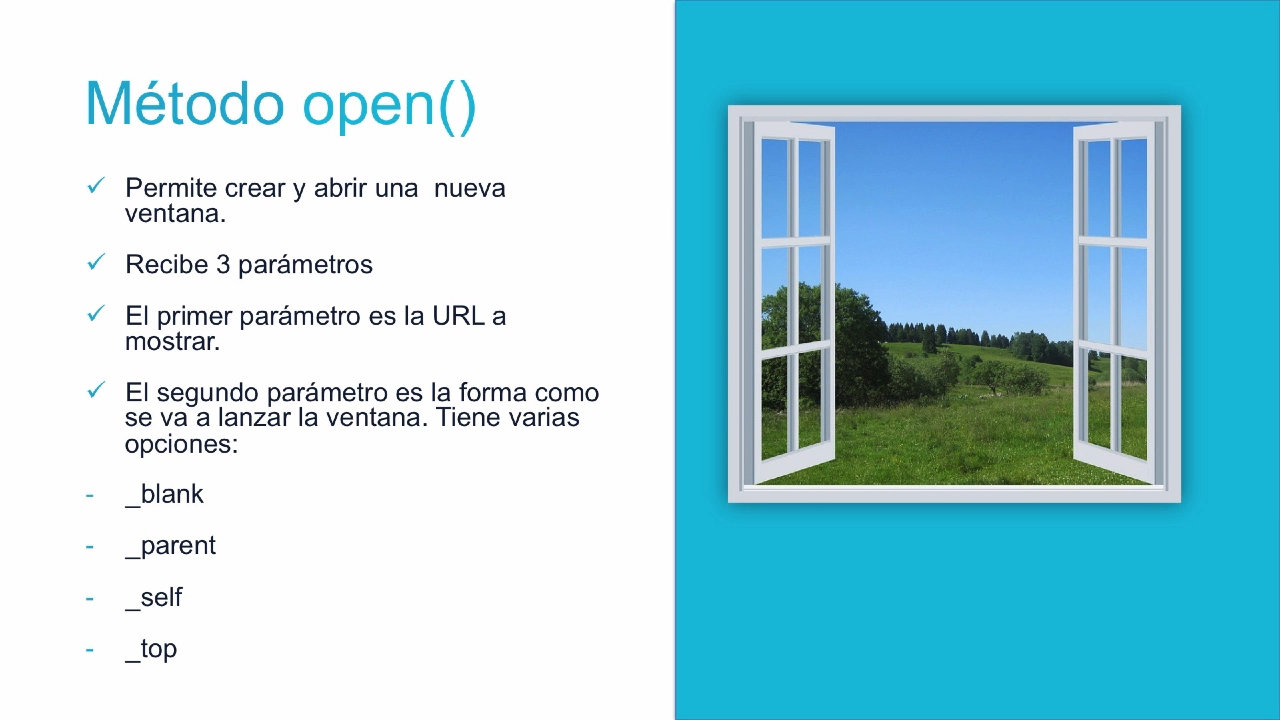 Método open()
✓ Permite crear y abrir una  nueva
ventana.
✓ Recibe 3 parámetros
✓ El primer parámetro es la URL a
mostrar.
✓ El segundo parámetro es la forma como
se va a lanzar la ventana. Tiene varias
opciones:
- _blank
- _parent
- _self
- _top